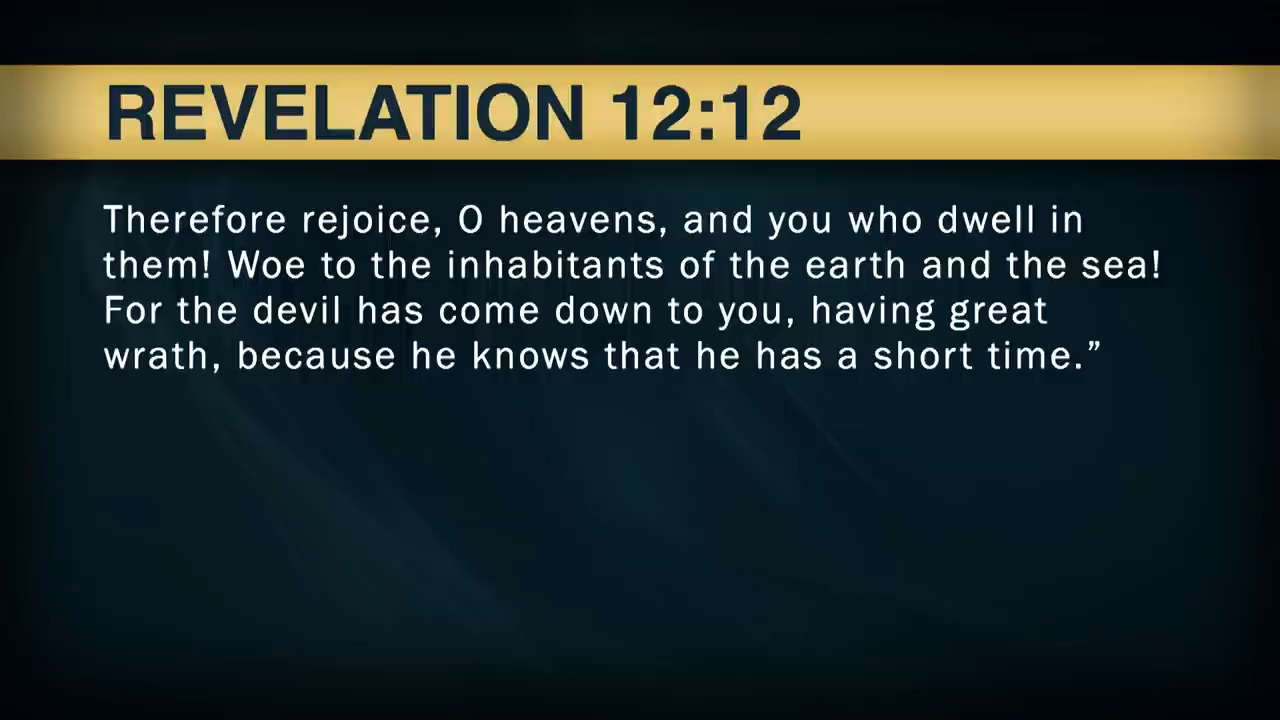 REVELATION 12:12
Therefore rejoice, O heavens, and you who dwell in
them! Woe to the inhabitants of the earth and the sea!
For the devil has come down to you, having great
wrath, because he knows that he has a short time.”